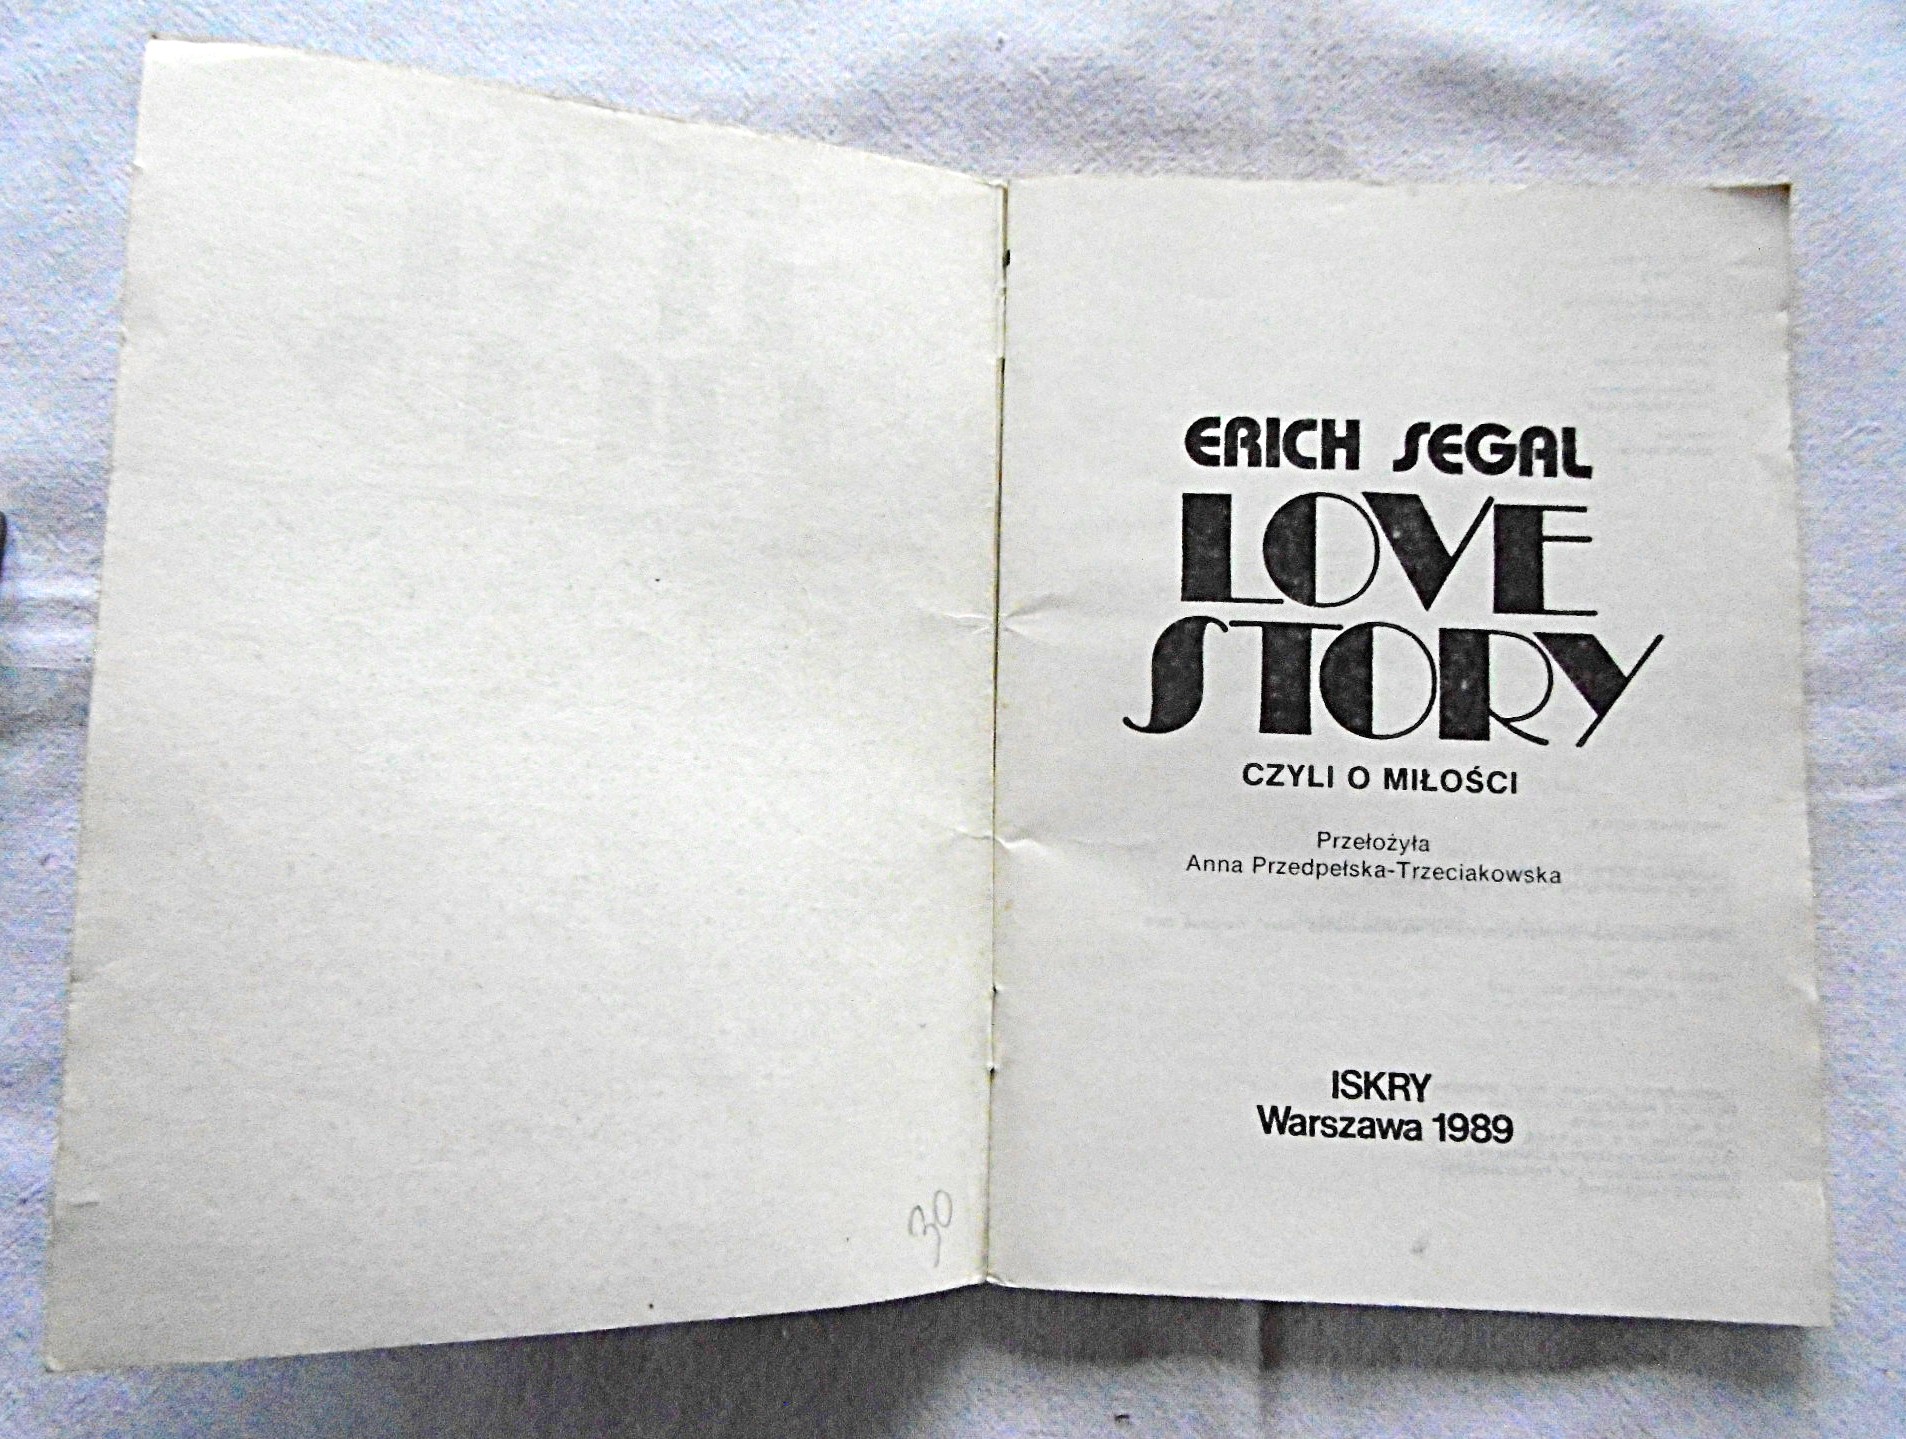 30
ERICH SEGAL
LOVE
STORY
CZYLI O MIŁOŚCI
Przełożyła
Anna Przedpełska-Trzeciakowska
ISKRY
Warszawa 1989